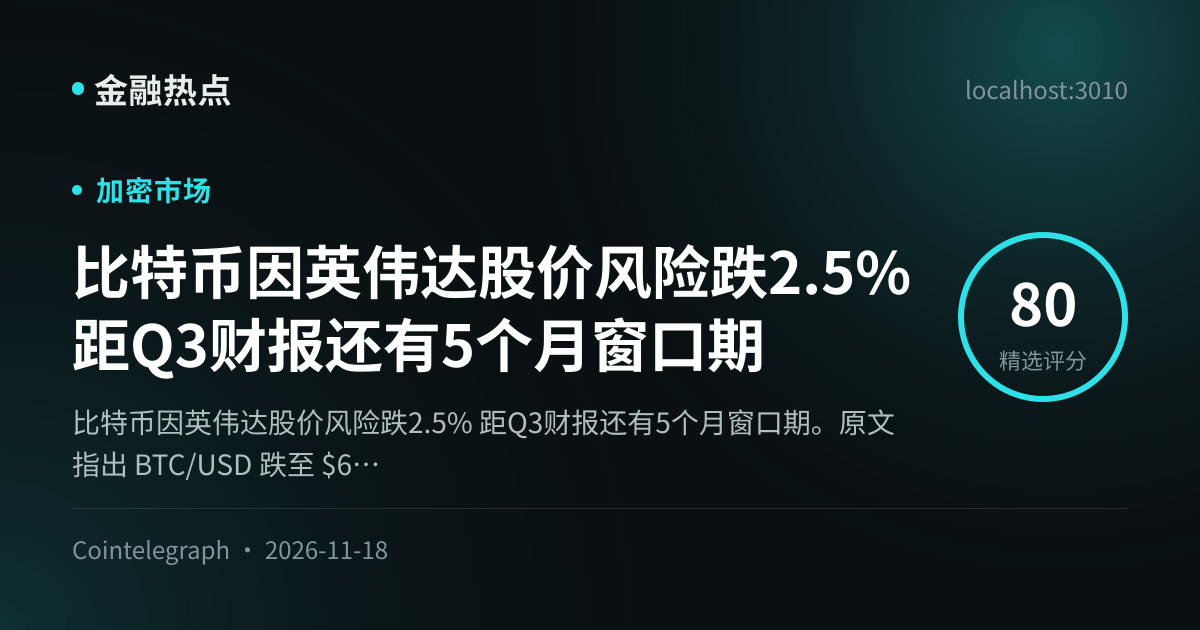 金融热点
localhost:3010
加密市场
比特币因英伟达股价风险跌2.5%
距Q3财报还有5个月窗口期
80
精选评分
比特币因英伟达股价风险跌2.5% 距Q3财报还有5个月窗口期。原文
指出 BTC/USD 跌至 $6…
Cointelegraph · 2026-11-18